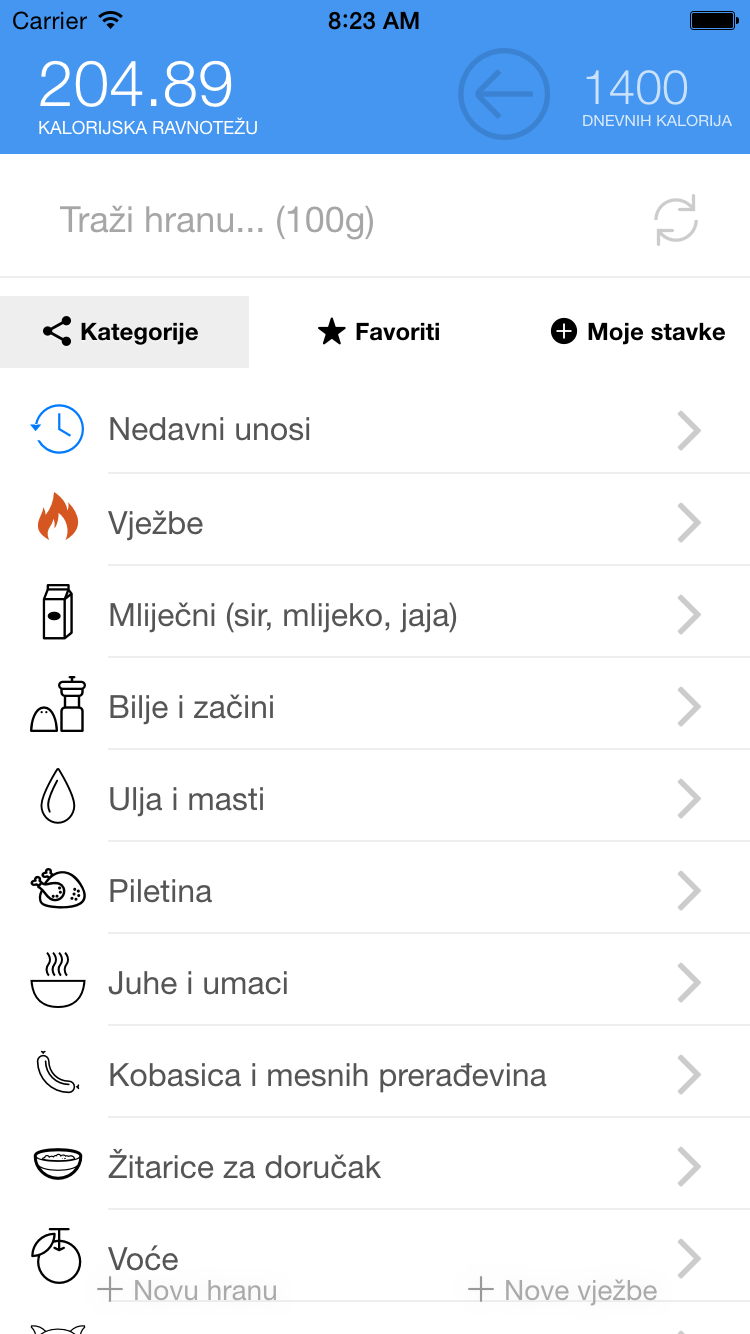 Carrier 8:23 AM
204.89
KALORIJSKA RAVNOTEŽU
1400
DNEVNIH KALORIJA
Traži hranu... (100g)
Kategorije Favoriti Moje stavke
Nedavni unosi
Vježbe
Mliječni (sir, mlijeko, jaja)
Bilje i začini
Ulja i masti
Piletina
Juhe i umaci
Kobasica i mesnih prerađevina
Žitarice za doručak
Voće
Novu hranu Nove vježbe